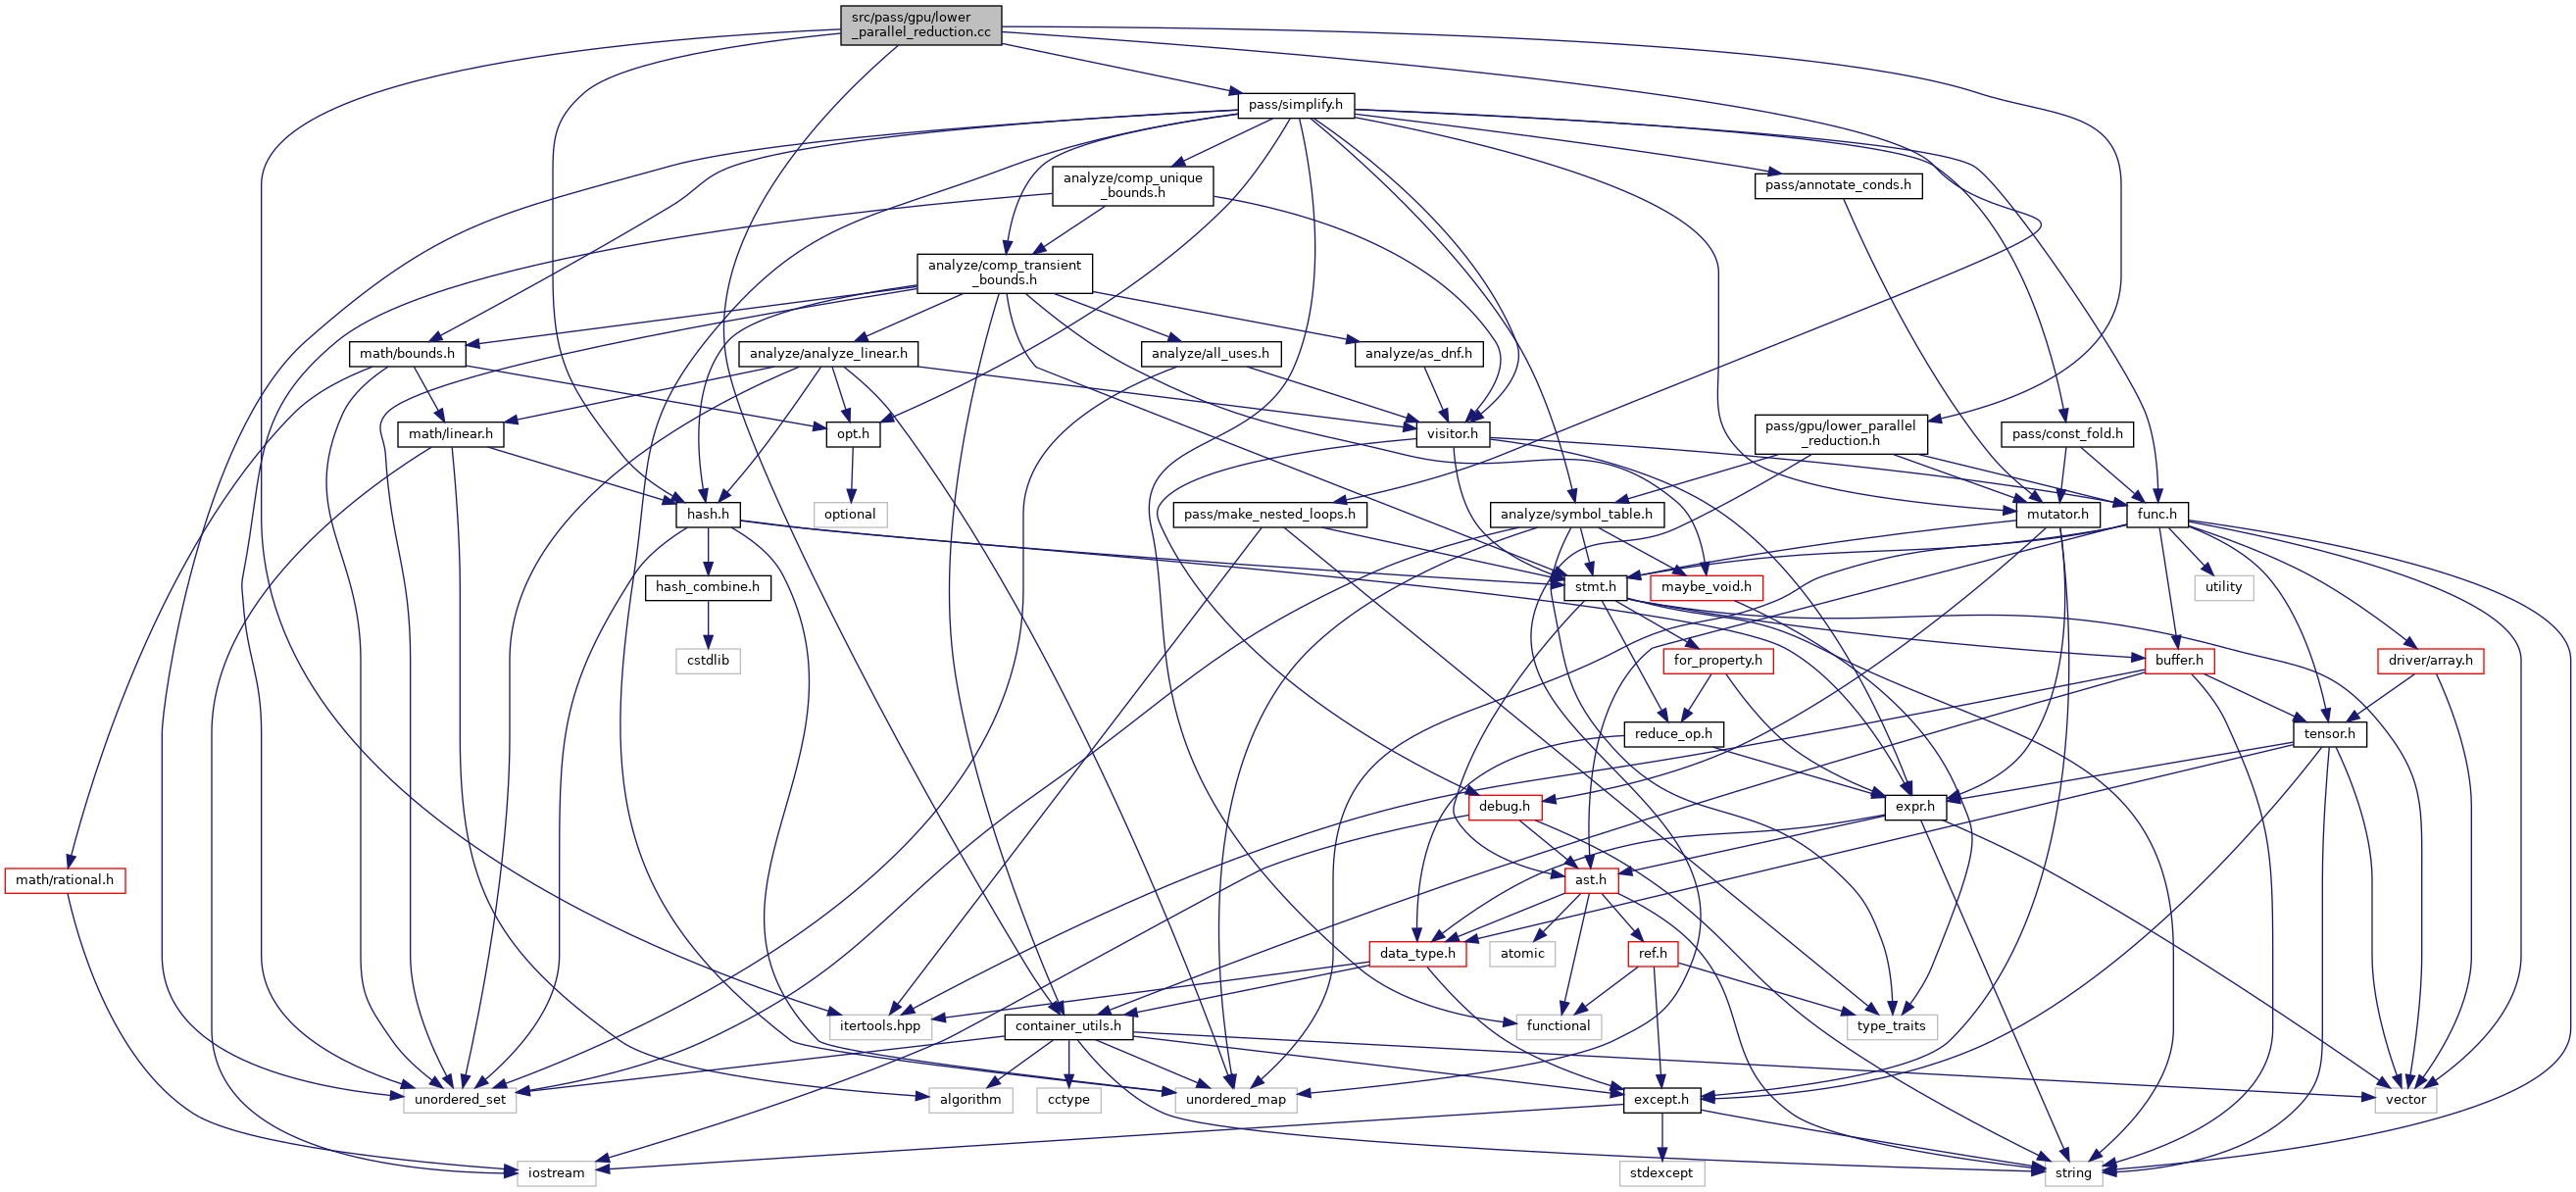 src/pass/gpu/lower
_parallel_reduction.cc
pass/simplify.h
analyze/comp_unique
_bounds.h
pass/annotate_conds.h
analyze/comp_transient
_bounds.h
math/bounds.h
analyze/analyze_linear.h
analyze/all_uses.h
analyze/as_dnf.h
math/linear.h
opt.h
visitor.h
pass/gpu/lower_parallel
_reduction.h
pass/const_fold.h
hash.h
optional
pass/make_nested_loops.h
analyze/symbol_table.h
mutator.h
func.h
hash_combine.h
stmt.h
maybe_void.h
utility
cstdlib
for_property.h
buffer.h
driver/array.h
reduce_op.h
tensor.h
debug.h
expr.h
math/rational.h
ast.h
data_type.h
atomic
ref.h
itertools.hpp
container_utils.h
functional
type_traits
unordered_set
algorithm
cctype
unordered_map
except.h
vector
iostream
stdexcept
string